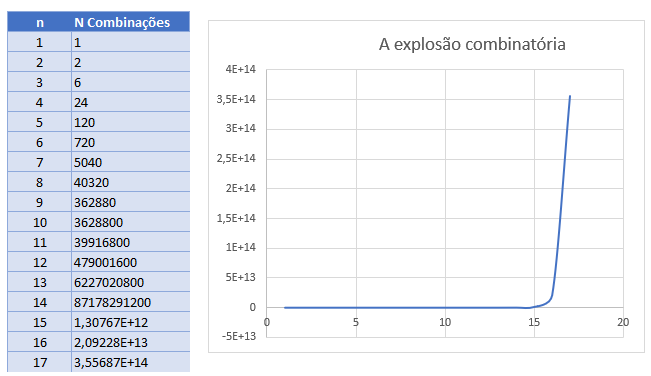 n N Combinações
1 1
2 2
3 6
4 24
5 120
6 720
7 5040
8 40320
9 362880
10 3628800
11 39916800
12 479001600
13 6227020800
14 87178291200
15 1,30767E+12
16 2,09228E+13
17 3,55687E+14
A explosão combinatória
4E+14
3,5E+14
3E+14
2,5E+14
2E+14
1,5E+14
1E+14
5E+13
0
-5E+13
0 5 10 15 20